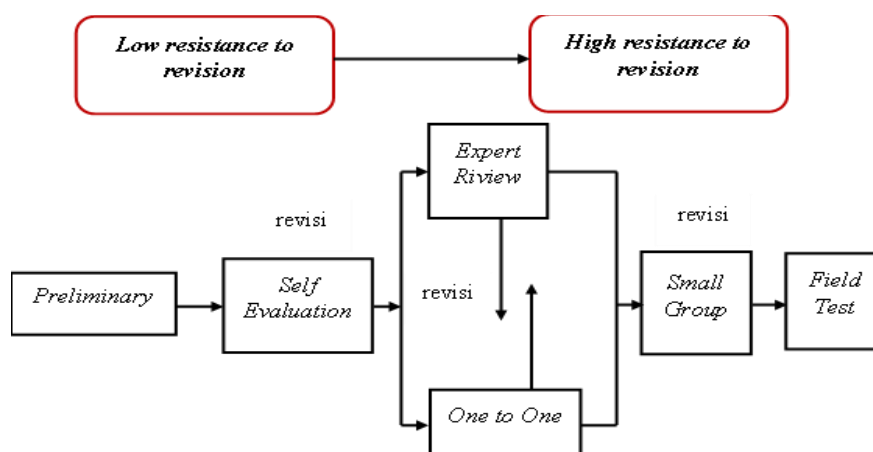 Low resistance to
revision
High resistance to
revision
Expert
Riview
revisi
revisi
Preliminary
Self
Evaluation
revisi
Small
Group
Field
Test
One to One